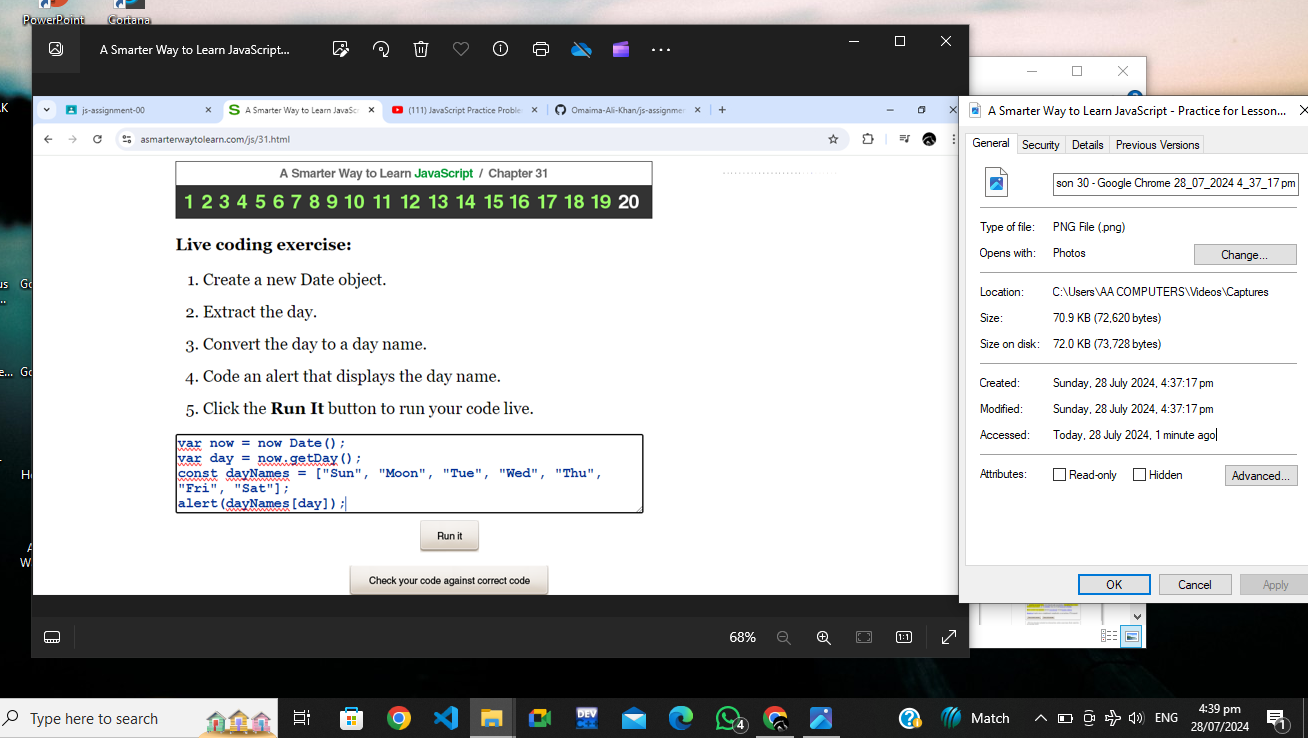 PowerPoint
Cortana
A Smarter Way to Learn JavaScript...
js-assignment-00
A Smarter Way to Learn JavaScr
(111) JavaScript Practice Proble
Omaima-Ali-Khan/js-assignmer
asmarterwaytolearn.com/js/31.html
A Smarter Way to Learn JavaScript / Chapter 31
1 2 3 4 5 6 7 8 9 10 11 12 13 14 15 16 17 18 19 20
Live coding exercise:
1. Create a new Date object.
2. Extract the day.
3. Convert the day to a day name.
4. Code an alert that displays the day name.
5. Click the Run It button to run your code live.
var now = now Date();
var day = now.getDay();
const dayNames = ["Sun", "Moon", "Tue", "Wed", "Thu",
"Fri", "Sat"];
alert(dayNames[day]);
Run it
Check your code against correct code
68%
1:1
A Smarter Way to Learn JavaScript - Practice for Lesson...
General
Security
Details
Previous Versions
son 30 - Google Chrome 28_07_2024 4_37_17 pm
Type of file: PNG File (.png)
Opens with: Photos
Change...
Location: C:\Users\AA COMPUTERS\Videos\Captures
Size: 70.9 KB (72,620 bytes)
Size on disk: 72.0 KB (73,728 bytes)
Created: Sunday, 28 July 2024, 4:37:17 pm
Modified: Sunday, 28 July 2024, 4:37:17 pm
Accessed: Today, 28 July 2024, 1 minute ago
Attributes:
Read-only
Hidden
Advanced...
OK
Cancel
Apply
Type here to search
DEV
4
Match
ENG
4:39 pm
28/07/2024
1